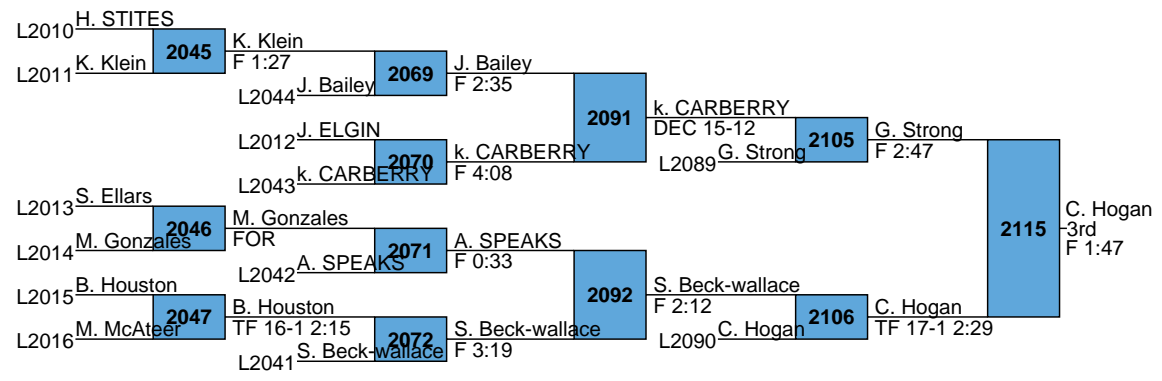 H. STITES
L2010
2045
K. Klein
L2011
K. Klein
F 1:27
2069
J. Bailey
L2044
J. Bailey
F 2:35
2091
k. CARBERRY
DEC 15-12
J. ELGIN
L2012
2070
k. CARBERRY
L2043
k. CARBERRY
F 4:08
2105
G. Strong
L2089
G. Strong
F 2:47
S. Ellars
L2013
2046
M. Gonzales
L2014
M. Gonzales
FOR
2071
A. SPEAKS
L2042
A. SPEAKS
F 0:33
2092
S. Beck-wallace
F 2:12
B. Houston
L2015
2047
B. Houston
L2016
M. McAteer
TF 16-1 2:15
2072
S. Beck-wallace
L2041
S. Beck-wallace
F 3:19
2106
C. Hogan
L2090
C. Hogan
TF 17-1 2:29
2115
C. Hogan
3rd
F 1:47